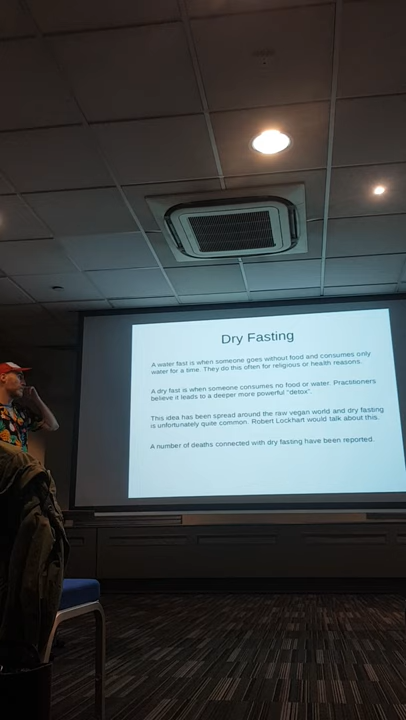 Dry Fasting
A water fast is when someone goes without food and consumes only
water for a time. They do this often for religious or health reasons.
A dry fast is when someone consumes no food or water. Practitioners
believe it leads to a deeper more powerful "detox".
This idea has been spread around the raw vegan world and dry fasting
is unfortunately quite common. Robert Lockhart would talk about this.
A number of deaths connected with dry fasting have been reported.